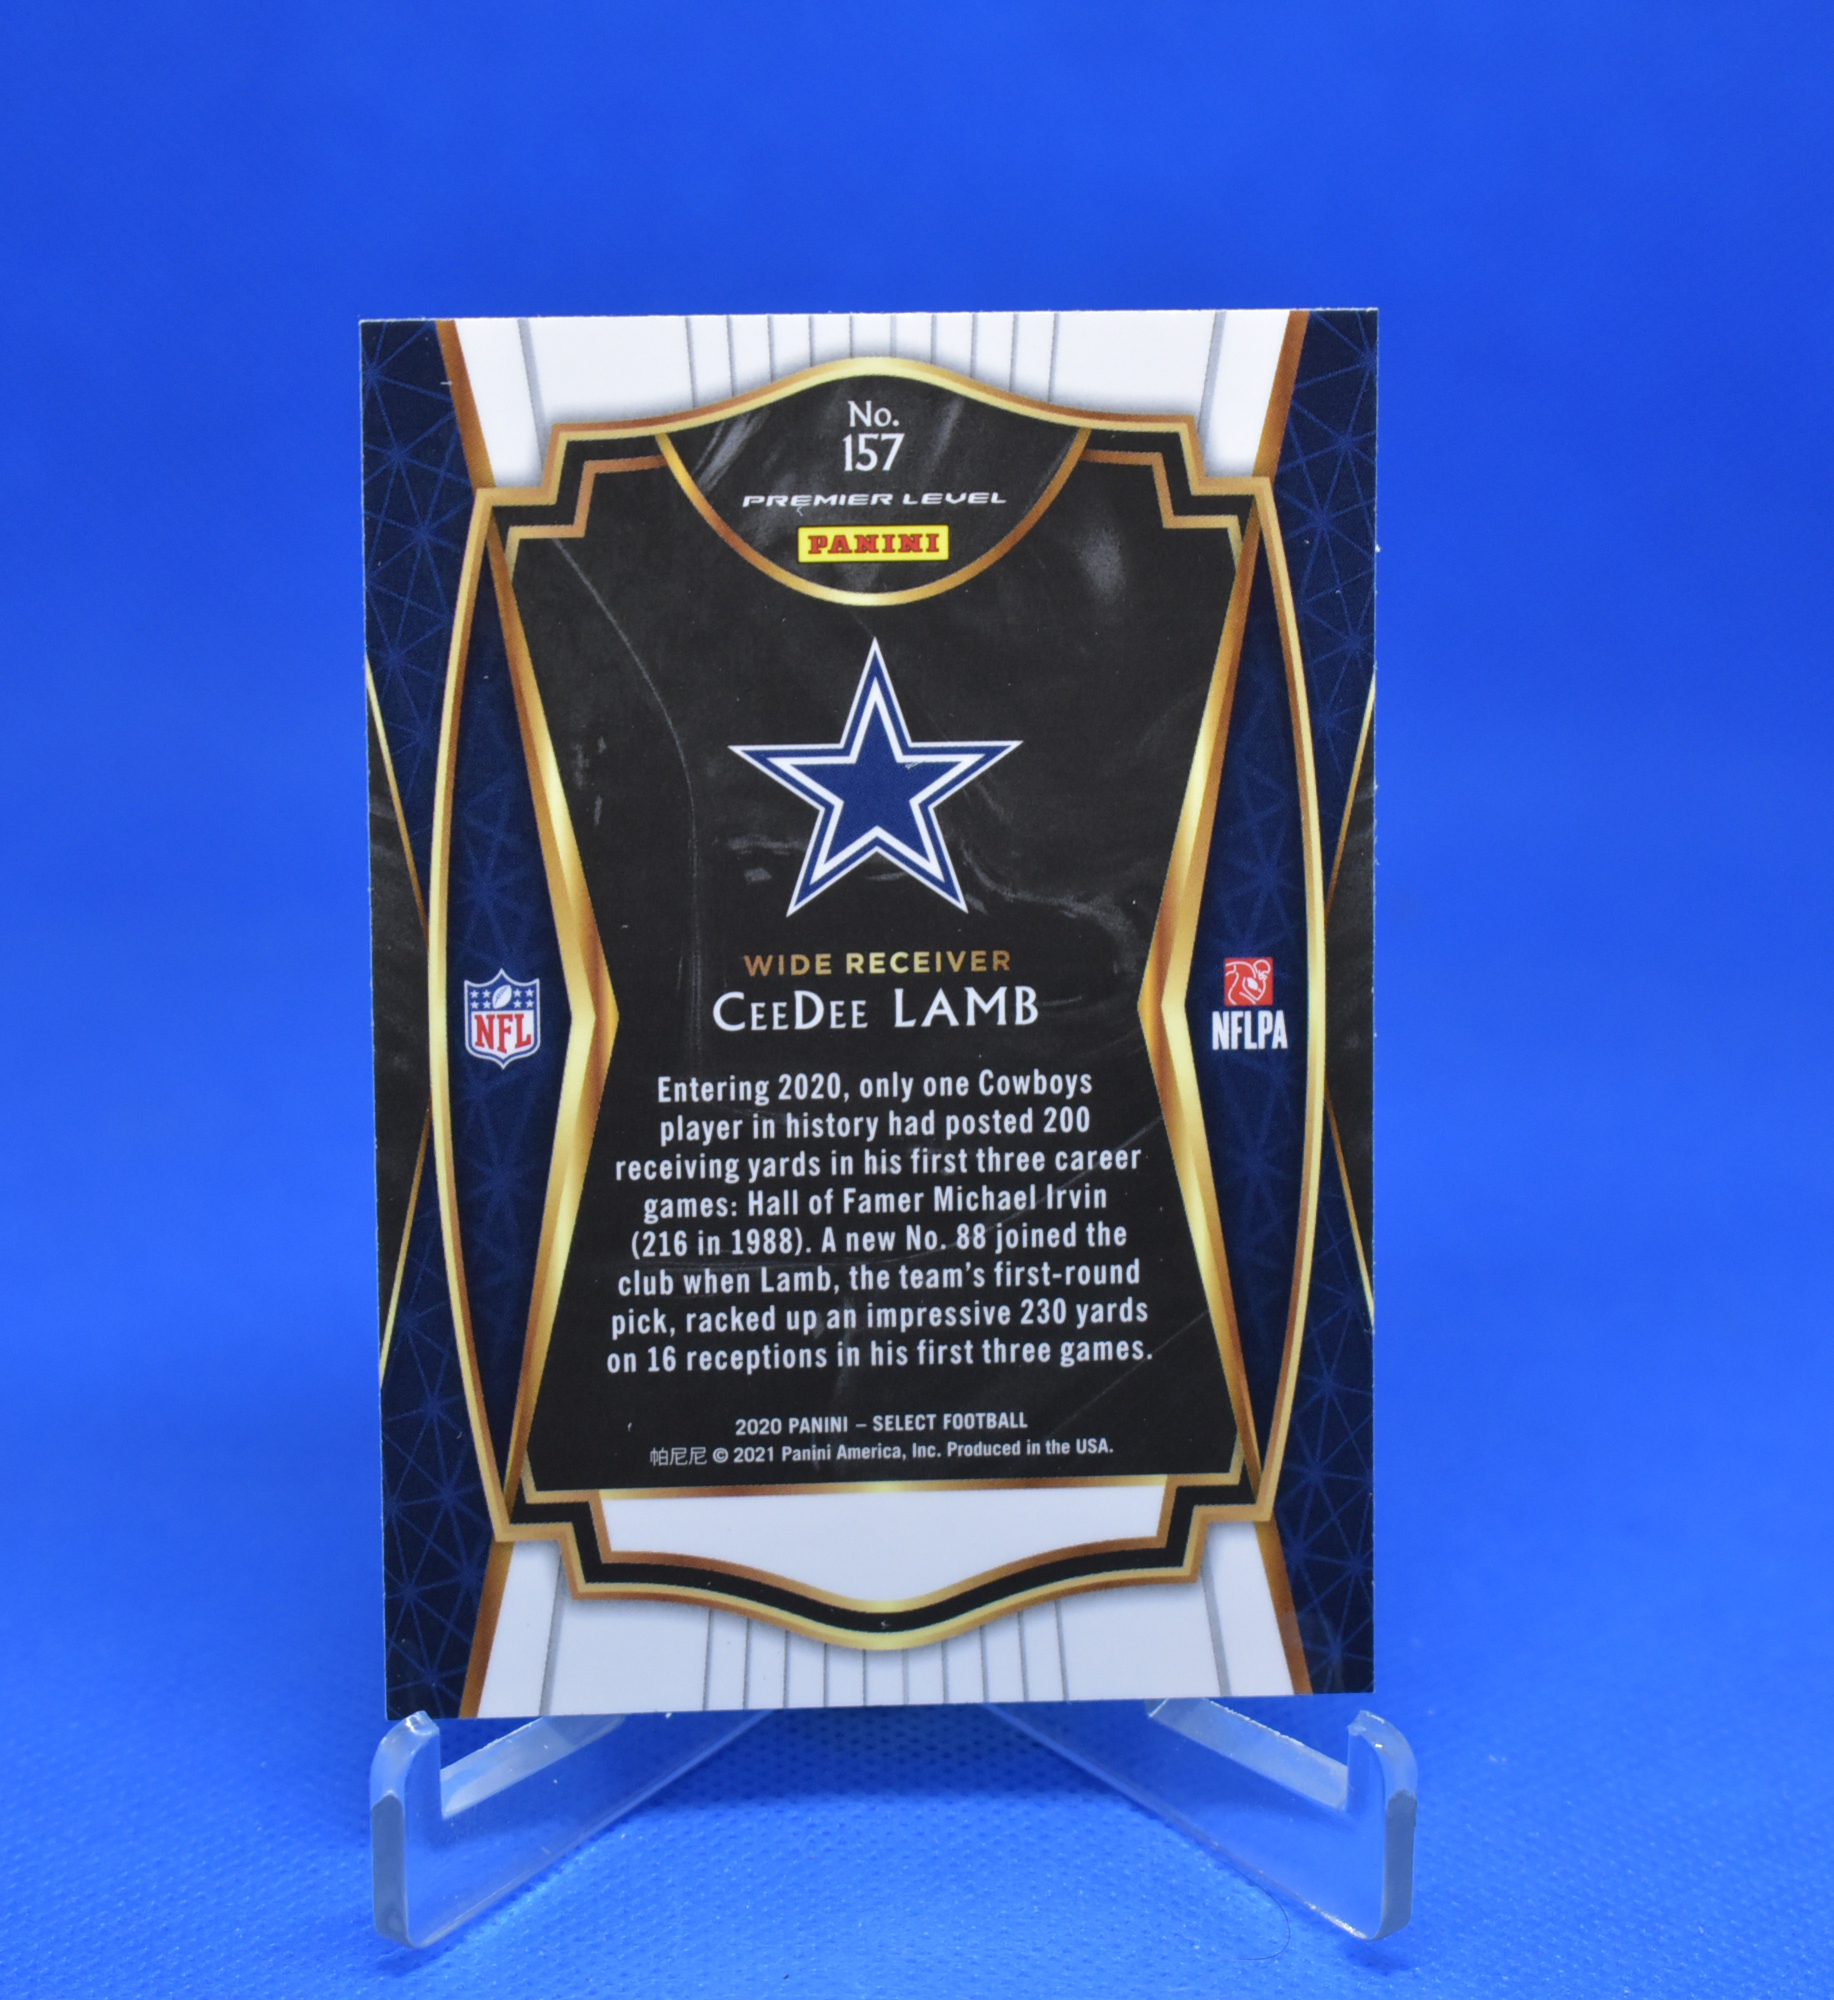 No.
157
PREMIER LEVEL
PANINI
WIDE RECEIVER
CEEDEE LAMB
NFL
NFLPA
Entering 2020, only one Cowboys
player in history had posted 200
receiving yards in his first three career
games: Hall of Famer Michael Irvin
(216 in 1988). A new No. 88 joined the
club when Lamb, the team's first-round
pick, racked up an impressive 230 yards
on 16 receptions in his first three games.
2020 PANINI – SELECT FOOTBALL
帕尼尼 © 2021 Panini America, Inc. Produced in the USA.